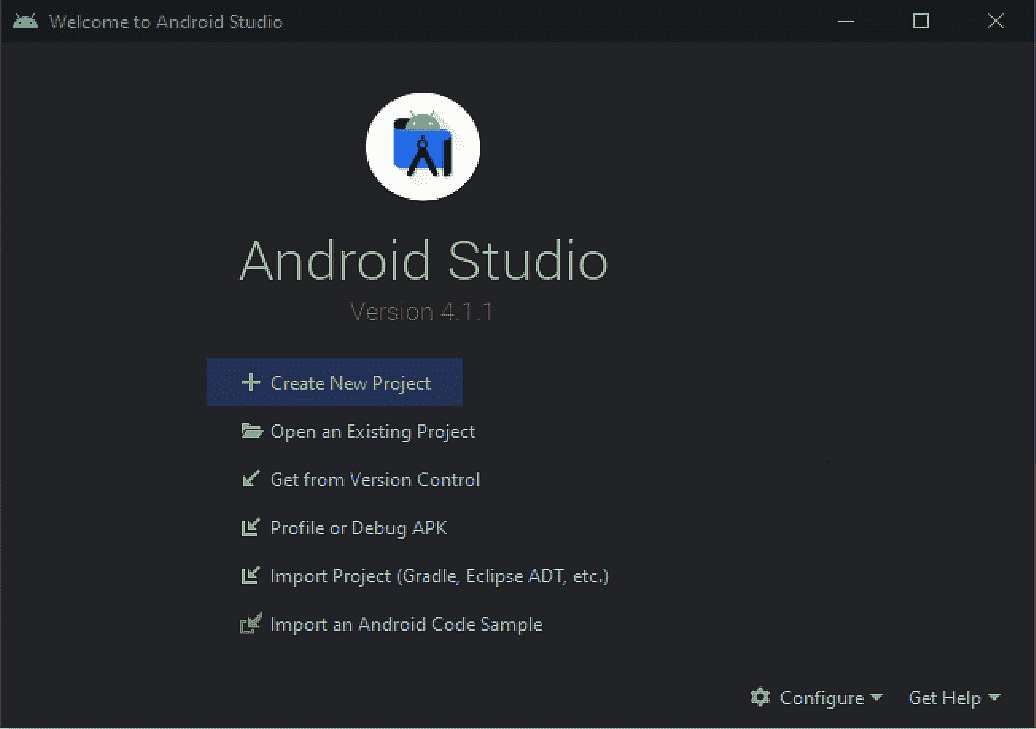 Welcome to Android Studio
Android Studio
Version 4.1.1
Create New Project
Open an Existing Project
Get from Version Control
Profile or Debug APK
Import Project (Gradle, Eclipse ADT, etc.)
Import an Android Code Sample
Configure
Get Help